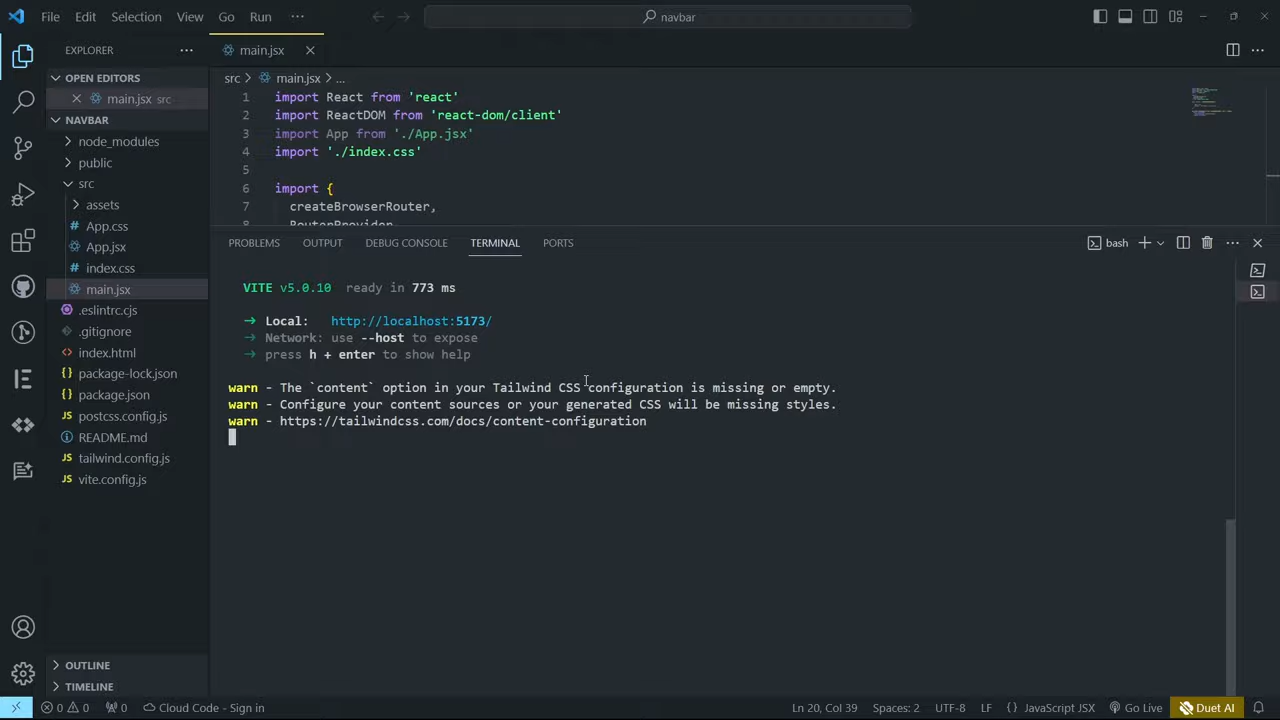 File Edit Selection View Go Run ···
navbar
EXPLORER ···
OPEN EDITORS
main.jsx src
NAVBAR
node_modules
public
src
assets
App.css
App.jsx
index.css
main.jsx
.eslintrc.cjs
.gitignore
index.html
package-lock.json
package.json
postcss.config.js
README.md
tailwind.config.js
vite.config.js
OUTLINE
TIMELINE
main.jsx
src > main.jsx > ...
1 import React from 'react'
2 import ReactDOM from 'react-dom/client'
3 import App from './App.jsx'
4 import './index.css'
5
6 import {
7 createBrowserRouter,
8 RouterProvider,
PROBLEMS OUTPUT DEBUG CONSOLE TERMINAL PORTS
bash
VITE v5.0.10 ready in 773 ms
➜ Local: http://localhost:5173/
➜ Network: use --host to expose
➜ press h + enter to show help
warn - The `content` option in your Tailwind CSS configuration is missing or empty.
warn - Configure your content sources or your generated CSS will be missing styles.
warn - https://tailwindcss.com/docs/content-configuration
0 0 0 Cloud Code - Sign in
Ln 20, Col 39 Spaces: 2 UTF-8 LF { } JavaScript JSX Go Live Duet AI